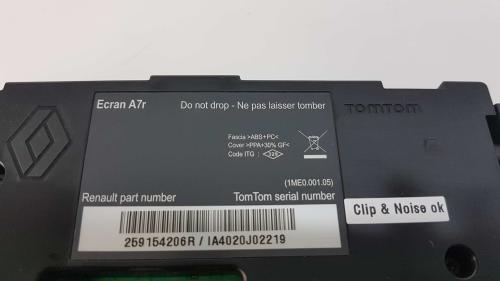 Ecran A7r
Do not drop - Ne pas laisser tomber
TOMTOM
Fascia >ABS+PC<
Cover >PPA+30% GF<
Code ITG : <325>
(1ME0.001.05)
Renault part number
TomTom serial number
Clip & Noise ok
259154206R / IA4020J02219